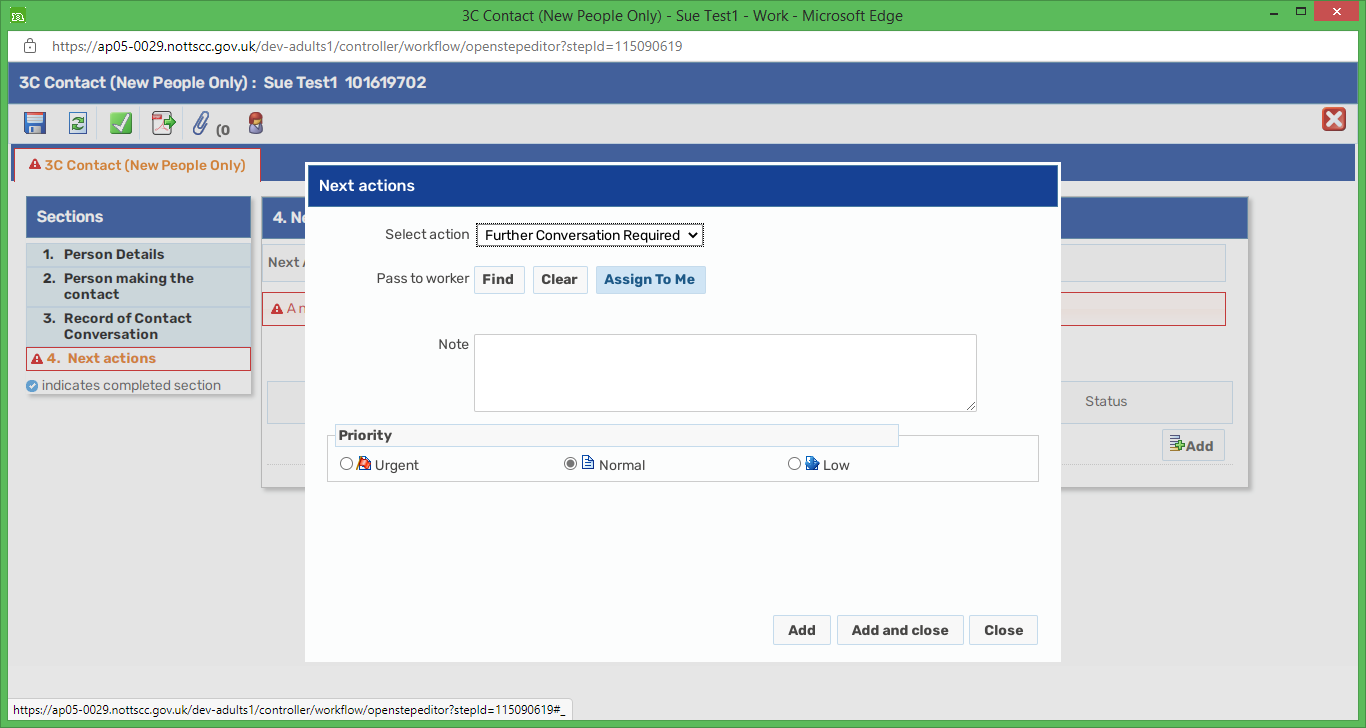 3C Contact (New People Only) - Sue Test1 - Work - Microsoft Edge
https://ap05-0029.nottscc.gov.uk/dev-adults1/controller/workflow/openstepeditor?stepId=115090619
3C Contact (New People Only) : Sue Test1 101619702
(0
3C Contact (New People Only)
Sections
1. Person Details
2. Person making the
contact
3. Record of Contact
Conversation
4. Next actions
indicates completed section
4.
Next
Next actions
Select action Further Conversation Required
Pass to worker Find Clear Assign To Me
Note
Priority
Urgent Normal Low
Add Add and close Close
Status
Add
https://ap05-0029.nottscc.gov.uk/dev-adults1/controller/workflow/openstepeditor?stepId=115090619#_